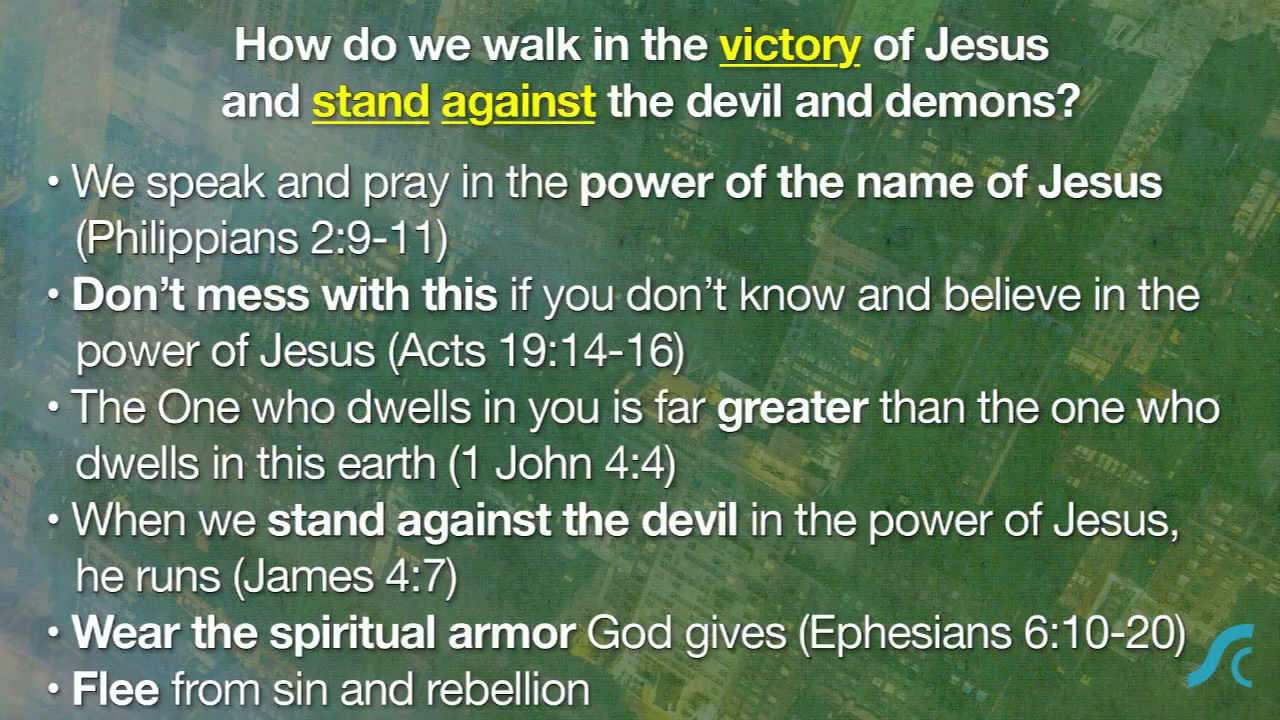 How do we walk in the victory of Jesus
and stand against the devil and demons?
• We speak and pray in the power of the name of Jesus
(Philippians 2:9-11)
• Don’t mess with this if you don’t know and believe in the
power of Jesus (Acts 19:14-16)
• The One who dwells in you is far greater than the one who
dwells in this earth (1 John 4:4)
• When we stand against the devil in the power of Jesus,
he runs (James 4:7)
• Wear the spiritual armor God gives (Ephesians 6:10-20)
• Flee from sin and rebellion